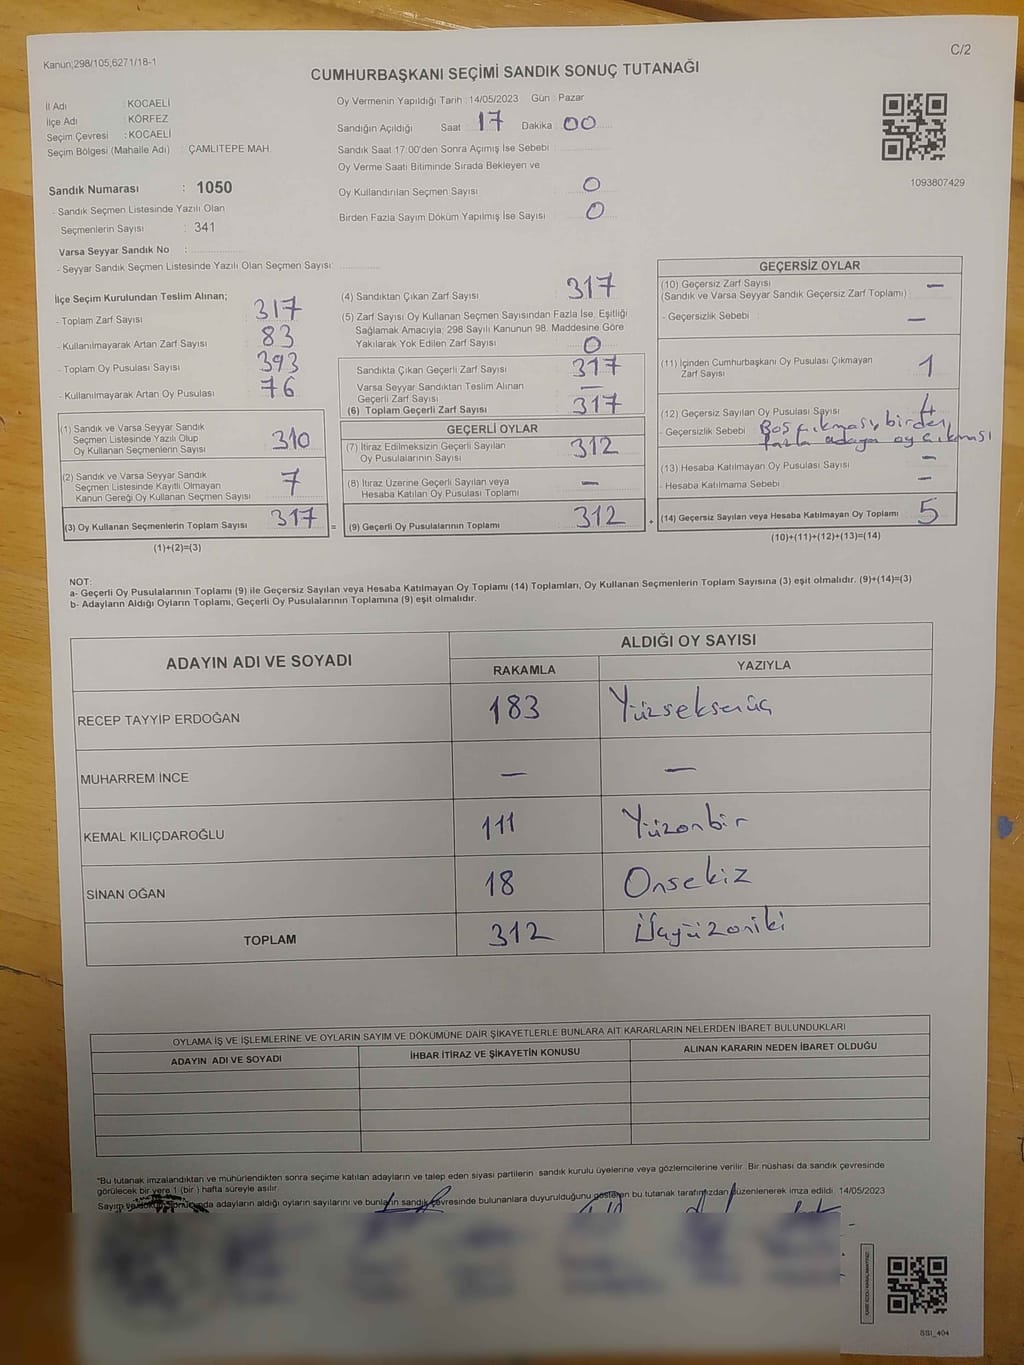 Kanun;298/105,6271/18-1
C/2
CUMHURBAŞKANI SEÇİMİ SANDIK SONUÇ TUTANAĞI
İl Adı : KOCAELİ
İlçe Adı : KÖRFEZ
Seçim Çevresi : KOCAELİ
Seçim Bölgesi (Mahalle Adı) : ÇAMLITEPE MAH.
Sandık Numarası : 1050
- Sandık Seçmen Listesinde Yazılı Olan
Seçmenlerin Sayısı : 341
Varsa Seyyar Sandık No :
- Seyyar Sandık Seçmen Listesinde Yazılı Olan Seçmen Sayısı:
Oy Vermenin Yapıldığı Tarih : 14/05/2023 Gün : Pazar
Sandığın Açıldığı Saat 17 Dakika 00
Sandık Saat 17:00'den Sonra Açımış İse Sebebi
Oy Verme Saati Bitiminde Sırada Bekleyen ve
Oy Kullandırılan Seçmen Sayısı 0
Birden Fazla Sayım Döküm Yapılmış İse Sayısı 0
1093807429
İlçe Seçim Kurulundan Teslim Alınan;
- Toplam Zarf Sayısı 317
- Kullanılmayarak Artan Zarf Sayısı 83
- Toplam Oy Pusulası Sayısı 393
- Kullanılmayarak Artan Oy Pusulası 76
(1) Sandık ve Varsa Seyyar Sandık
Seçmen Listesinde Yazılı Olup
Oy Kullanan Seçmenlerin Sayısı 310
(2) Sandık ve Varsa Seyyar Sandık
Seçmen Listesinde Kayıtlı Olmayan
Kanun Gereği Oy Kullanan Seçmen Sayısı 7
(3) Oy Kullanan Seçmenlerin Toplam Sayısı 317
(1)+(2)=(3)
(4) Sandıktan Çıkan Zarf Sayısı 317
(5) Zarf Sayısı Oy Kullanan Seçmen Sayısından Fazla İse, Eşitliği
Sağlamak Amacıyla; 298 Sayılı Kanunun 98. Maddesine Göre
Yakılarak Yok Edilen Zarf Sayısı 0
Sandıkta Çıkan Geçerli Zarf Sayısı 317
Varsa Seyyar Sandıktan Teslim Alınan
Geçerli Zarf Sayısı —
(6) Toplam Geçerli Zarf Sayısı 317
GEÇERLİ OYLAR
(7) İtiraz Edilmeksizin Geçerli Sayılan
Oy Pusulalarının Sayısı 312
(8) İtiraz Üzerine Geçerli Sayılan veya
Hesaba Katılan Oy Pusulası Toplamı —
= (9) Geçerli Oy Pusulalarının Toplamı 312 +
GEÇERSİZ OYLAR
(10) Geçersiz Zarf Sayısı
(Sandık ve Varsa Seyyar Sandık Geçersiz Zarf Toplamı) —
- Geçersizlik Sebebi : —
(11) İçinden Cumhurbaşkanı Oy Pusulası Çıkmayan
Zarf Sayısı 1
(12) Geçersiz Sayılan Oy Pusulası Sayısı 4
- Geçersizlik Sebebi : Boş çıkması, birden
fazla adaya oy çıkması
(13) Hesaba Katılmayan Oy Pusulası Sayısı —
- Hesaba Katılmama Sebebi : —
(14) Geçersiz Sayılan veya Hesaba Katılmayan Oy Toplamı 5
(10)+(11)+(12)+(13)=(14)
NOT:
a- Geçerli Oy Pusulalarının Toplamı (9) ile Geçersiz Sayılan veya Hesaba Katılmayan Oy Toplamı (14) Toplamları, Oy Kullanan Seçmenlerin Toplam Sayısına (3) eşit olmalıdır. (9)+(14)=(3)
b- Adayların Aldığı Oyların Toplamı, Geçerli Oy Pusulalarının Toplamına (9) eşit olmalıdır.
ADAYIN ADI VE SOYADI
ALDIĞI OY SAYISI
RAKAMLA YAZIYLA
RECEP TAYYİP ERDOĞAN 183 Yüzseksenüç
MUHARREM İNCE — —
KEMAL KILIÇDAROĞLU 111 Yüzonbir
SİNAN OĞAN 18 Onsekiz
TOPLAM 312 Üçyüzoniki
OYLAMA İŞ VE İŞLEMLERİNE VE OYLARIN SAYIM VE DÖKÜMÜNE DAİR ŞİKAYETLERLE BUNLARA AİT KARARLARIN NELERDEN İBARET BULUNDUKLARI
ADAYIN ADI VE SOYADI İHBAR İTİRAZ VE ŞİKAYETİN KONUSU ALINAN KARARIN NEDEN İBARET OLDUĞU
*Bu tutanak imzalandıktan ve mühürlendikten sonra seçime katılan adayların ve talep eden siyasi partilerin sandık kurulu üyelerine veya gözlemcilerine verilir. Bir nüshası da sandık çevresinde
görülecek bir yere 1 (bir) hafta süreyle asılır.
Sayım ve döküm sonucunda adayların aldığı oyların sayılarını ve bunların sandık çevresinde bulunanlara duyurulduğunu gösteren bu tutanak tarafımızdan düzenlenerek imza edildi. 14/05/2023
SSI_404